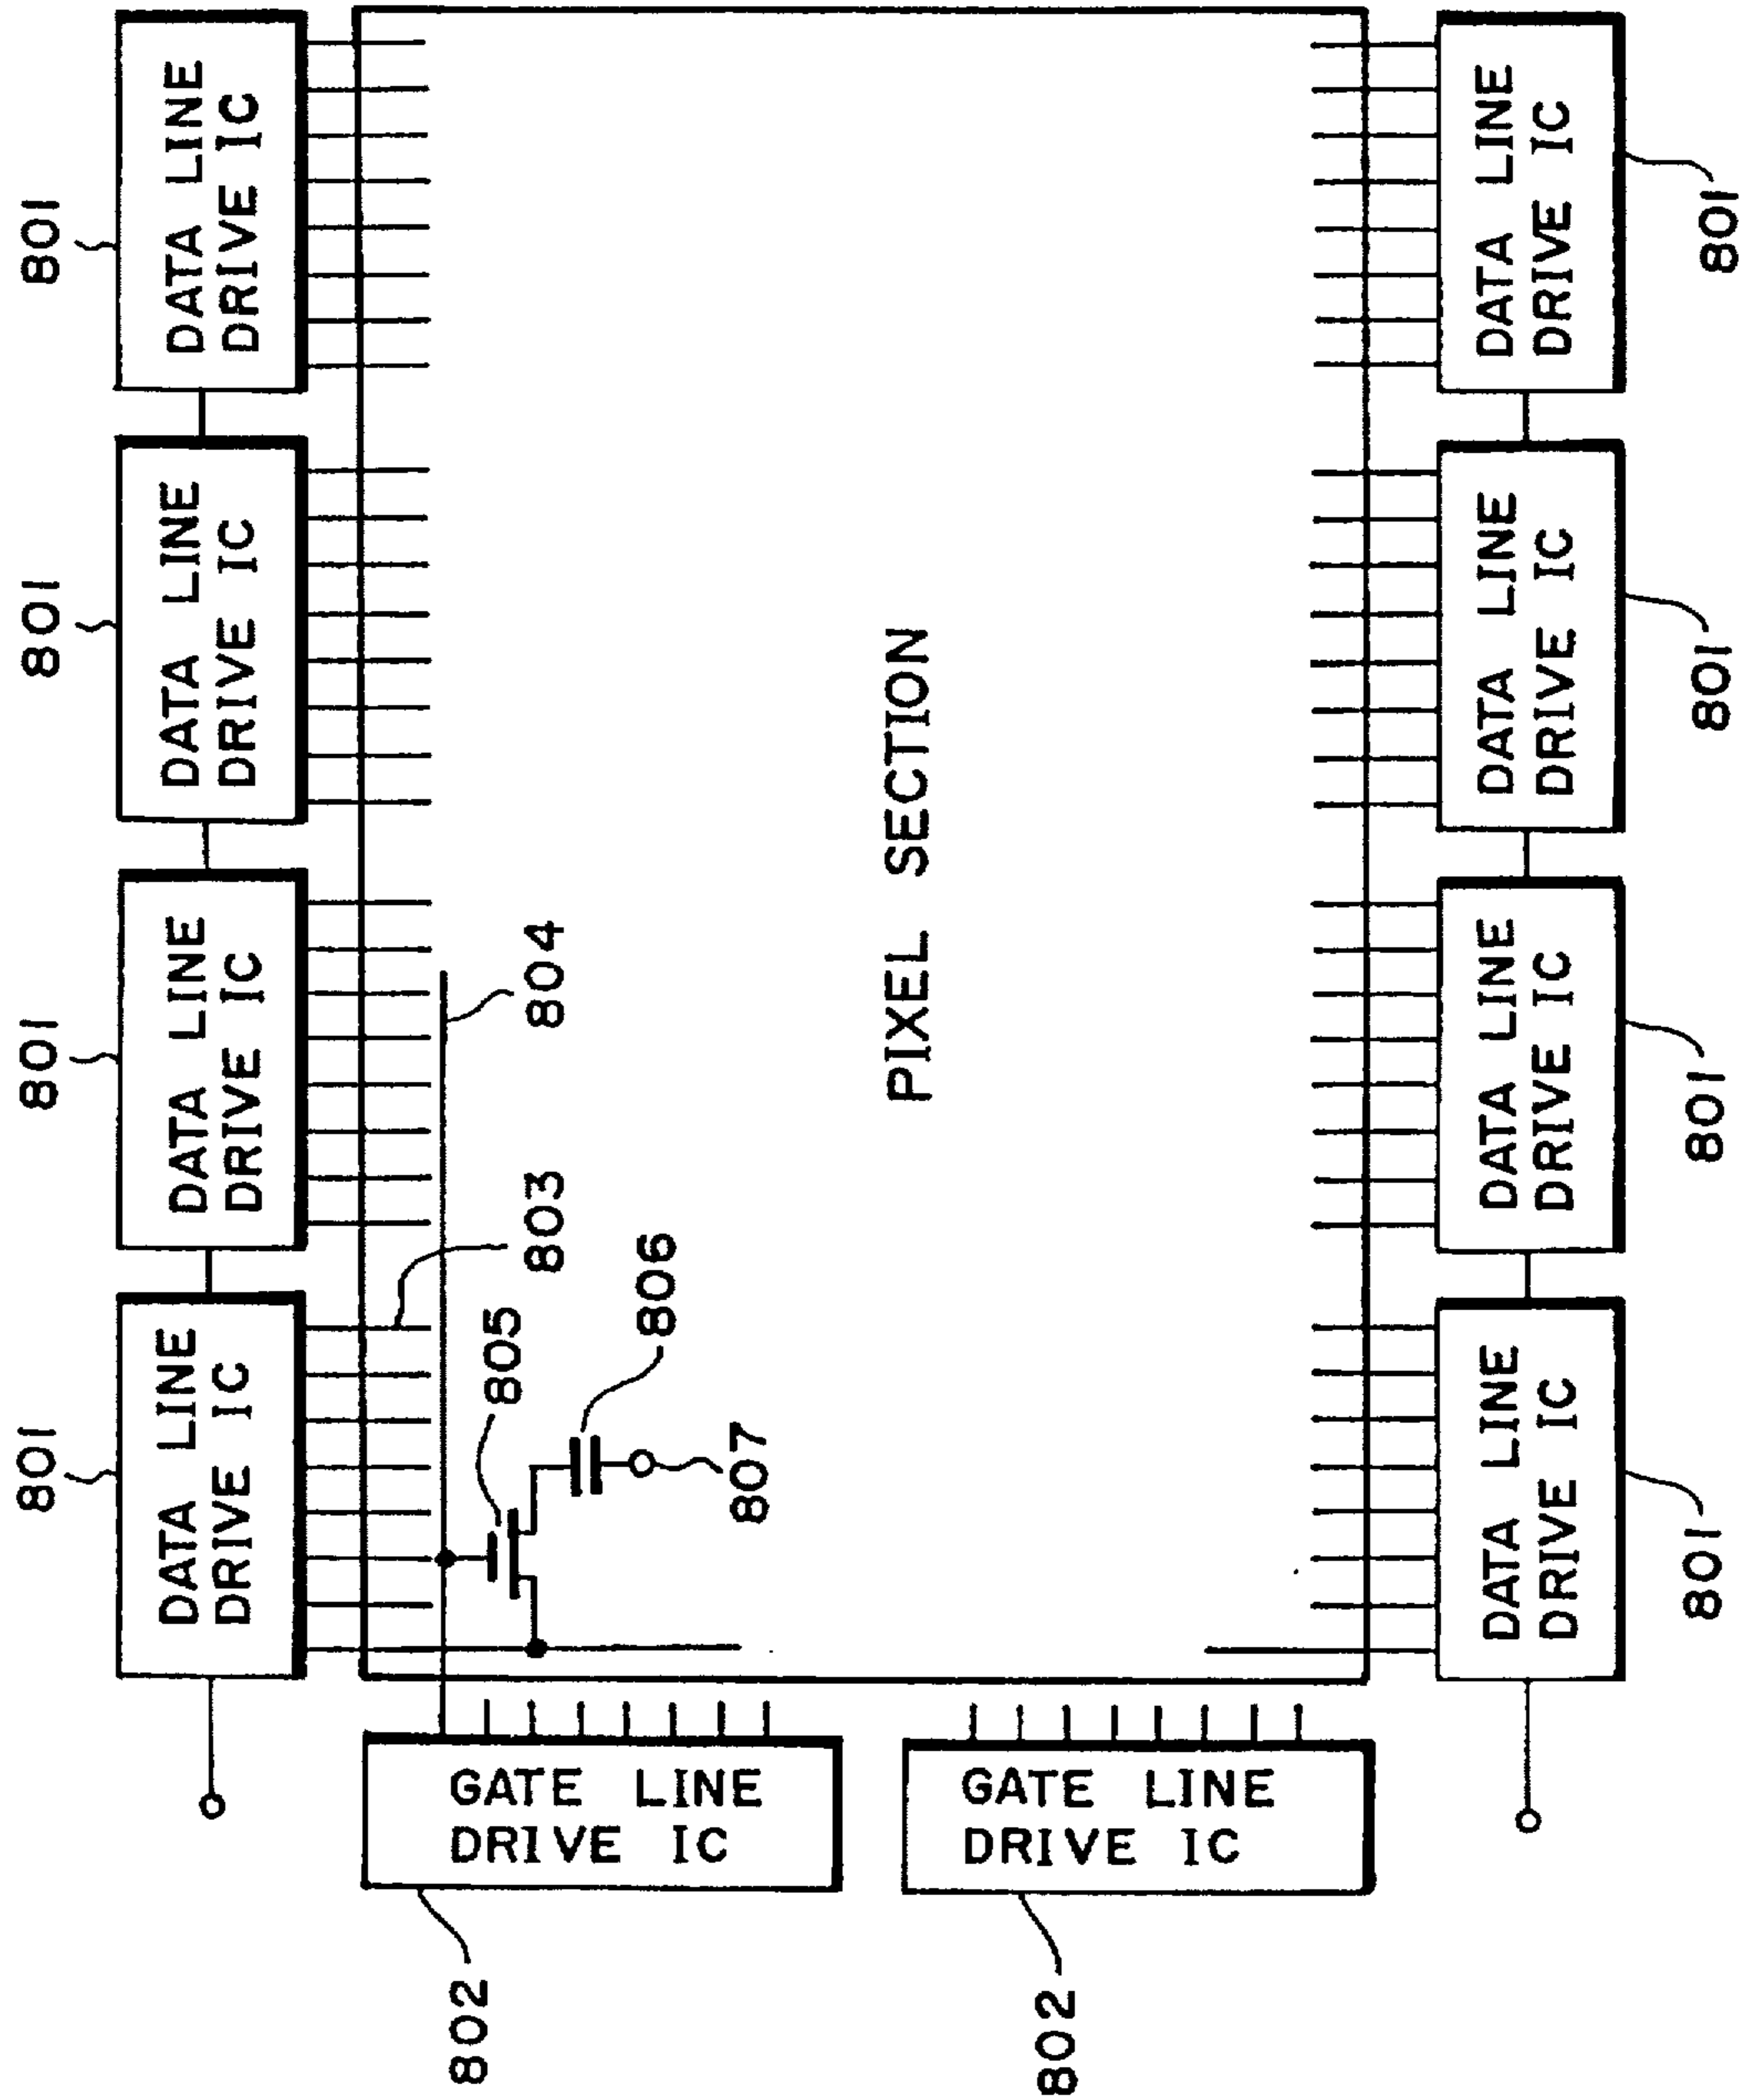 801
DATA LINE
DRIVE IC
801
DATA LINE
DRIVE IC
801
DATA LINE
DRIVE IC
801
DATA LINE
DRIVE IC
803
804
805
806
807
PIXEL SECTION
802
GATE LINE
DRIVE IC
802
GATE LINE
DRIVE IC
DATA LINE
DRIVE IC
801
DATA LINE
DRIVE IC
801
DATA LINE
DRIVE IC
801
DATA LINE
DRIVE IC
801